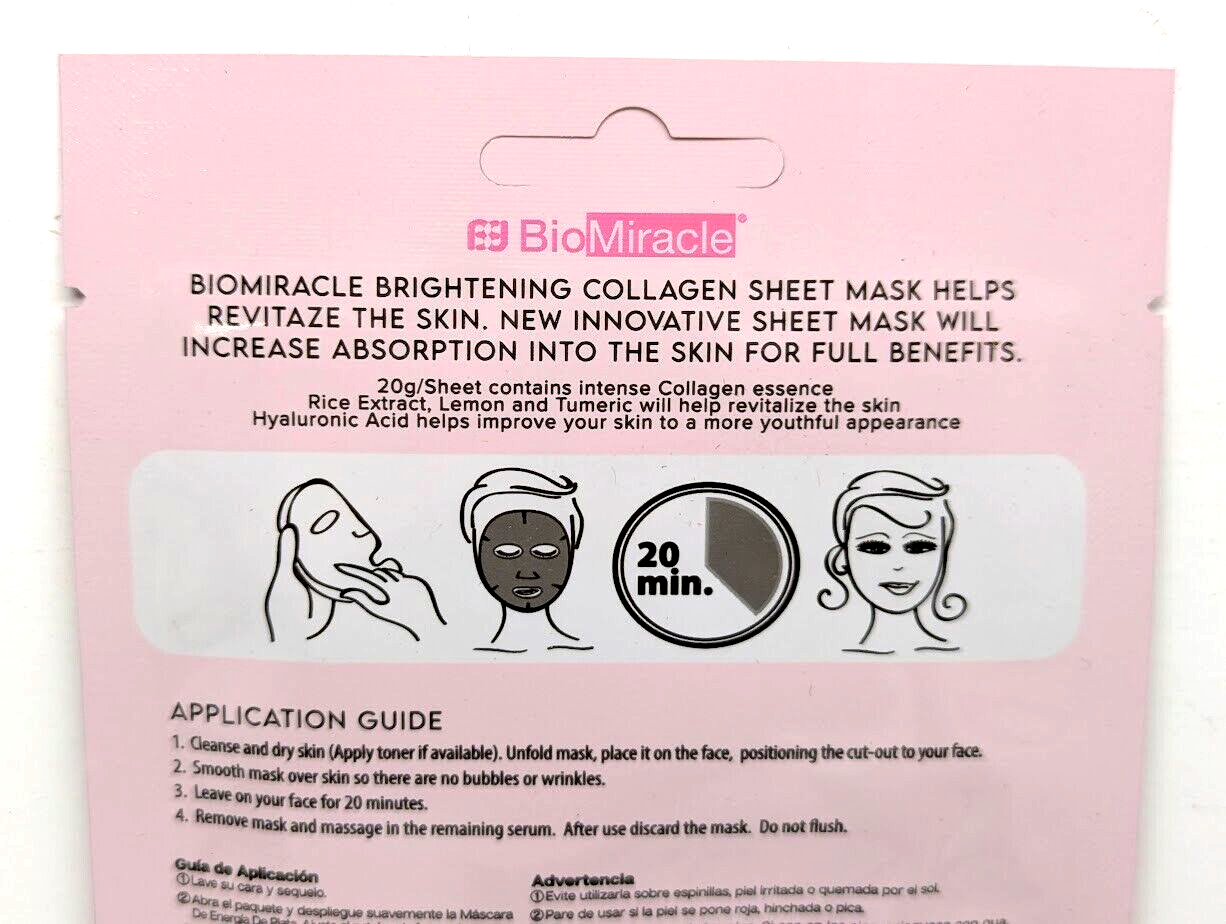 BioMiracle®
BIOMIRACLE BRIGHTENING COLLAGEN SHEET MASK HELPS
REVITAZE THE SKIN. NEW INNOVATIVE SHEET MASK WILL
INCREASE ABSORPTION INTO THE SKIN FOR FULL BENEFITS.
20g/Sheet contains intense Collagen essence
Rice Extract, Lemon and Tumeric will help revitalize the skin
Hyaluronic Acid helps improve your skin to a more youthful appearance
20
min.
APPLICATION GUIDE
1. Cleanse and dry skin (Apply toner if available). Unfold mask, place it on the face, positioning the cut-out to your face.
2. Smooth mask over skin so there are no bubbles or wrinkles.
3. Leave on your face for 20 minutes.
4. Remove mask and massage in the remaining serum. After use discard the mask. Do not flush.
Guía de Aplicación
①Lave su cara y sequelo.
②Abra el paquete y despliegue suavemente la Máscara
Advertencia
①Evite utilizarla sobre espinillas, piel irritada o quemada por el sol.
②Pare de usar si la piel se pone roja, hinchada o pica.